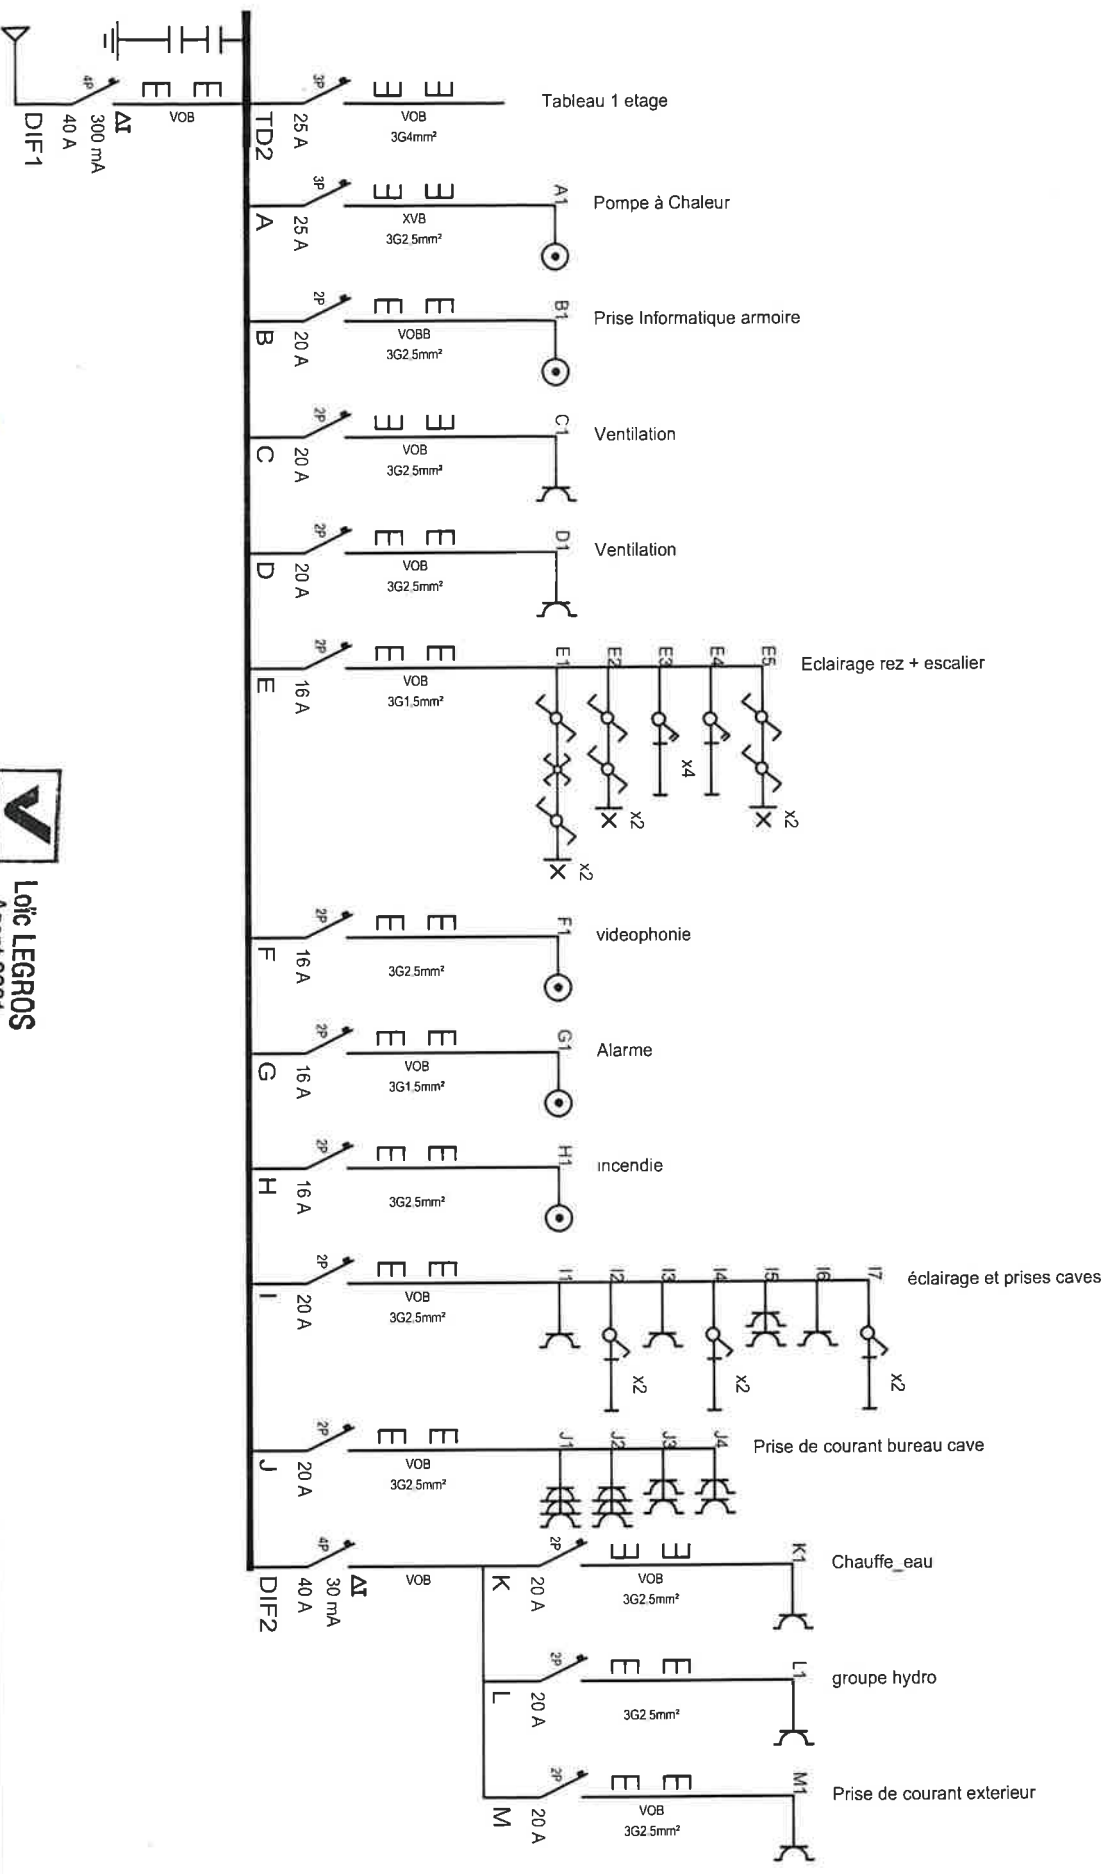 4P
DIF1
40 A
300 mA
ΔI
VOB
TD2
3P
25 A
VOB
3G4mm²
Tableau 1 etage
A
3P
25 A
XVB
3G2.5mm²
A1
Pompe à Chaleur
B
2P
20 A
VOBB
3G2.5mm²
B1
Prise Informatique armoire
C
2P
20 A
VOB
3G2.5mm²
C1
Ventilation
D
2P
20 A
VOB
3G2.5mm²
D1
Ventilation
E
2P
16 A
VOB
3G1.5mm²
E1
E2
E3
E4
E5
Eclairage rez + escalier
x4
x2
x2
x2
F
2P
16 A
3G2.5mm²
F1
videophonie
G
2P
16 A
VOB
3G1.5mm²
G1
Alarme
H
2P
16 A
3G2.5mm²
H1
incendie
I
2P
20 A
VOB
3G2.5mm²
I1
I2
I3
I4
I5
I6
I7
éclairage et prises caves
x2
x2
x2
J
2P
20 A
VOB
3G2.5mm²
J1
J2
J3
J4
Prise de courant bureau cave
DIF2
4P
40 A
30 mA
ΔI
VOB
K
2P
20 A
VOB
3G2.5mm²
K1
Chauffe_eau
L
2P
20 A
3G2.5mm²
L1
groupe hydro
M
2P
20 A
VOB
3G2.5mm²
M1
Prise de courant exterieur
Loïc LEGROS